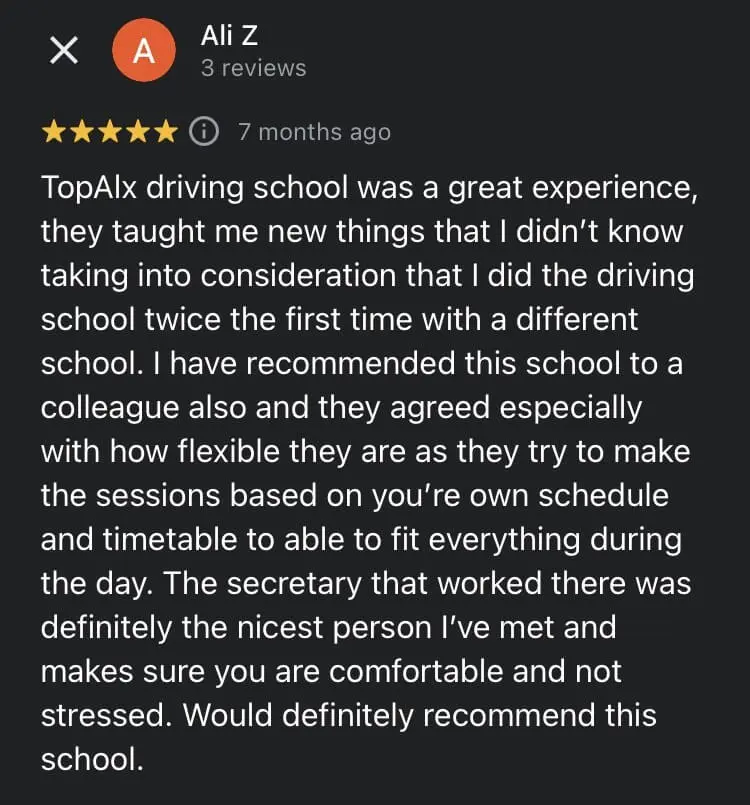 Ali Z
3 reviews
7 months ago
TopAlx driving school was a great experience,
they taught me new things that I didn’t know
taking into consideration that I did the driving
school twice the first time with a different
school. I have recommended this school to a
colleague also and they agreed especially
with how flexible they are as they try to make
the sessions based on you’re own schedule
and timetable to able to fit everything during
the day. The secretary that worked there was
definitely the nicest person I’ve met and
makes sure you are comfortable and not
stressed. Would definitely recommend this
school.